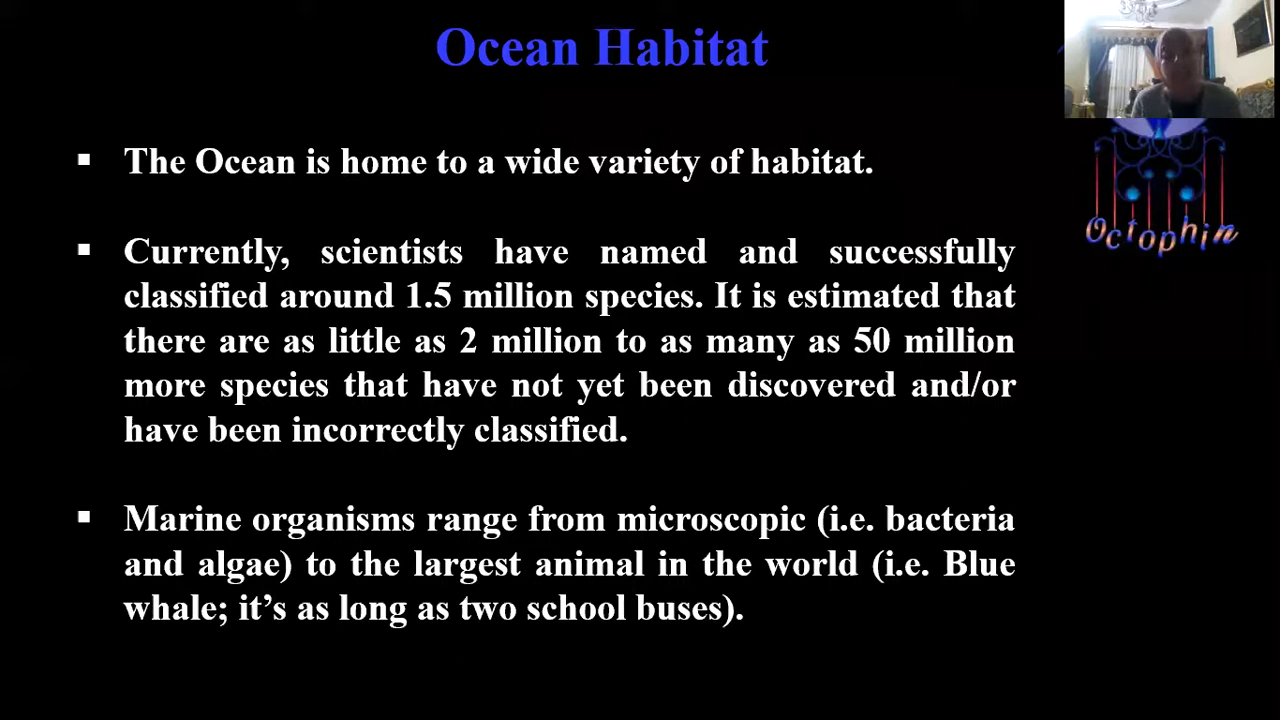 Ocean Habitat
▪ The Ocean is home to a wide variety of habitat.
▪ Currently, scientists have named and successfully
classified around 1.5 million species. It is estimated that
there are as little as 2 million to as many as 50 million
more species that have not yet been discovered and/or
have been incorrectly classified.
▪ Marine organisms range from microscopic (i.e. bacteria
and algae) to the largest animal in the world (i.e. Blue
whale; it’s as long as two school buses).
Octophin